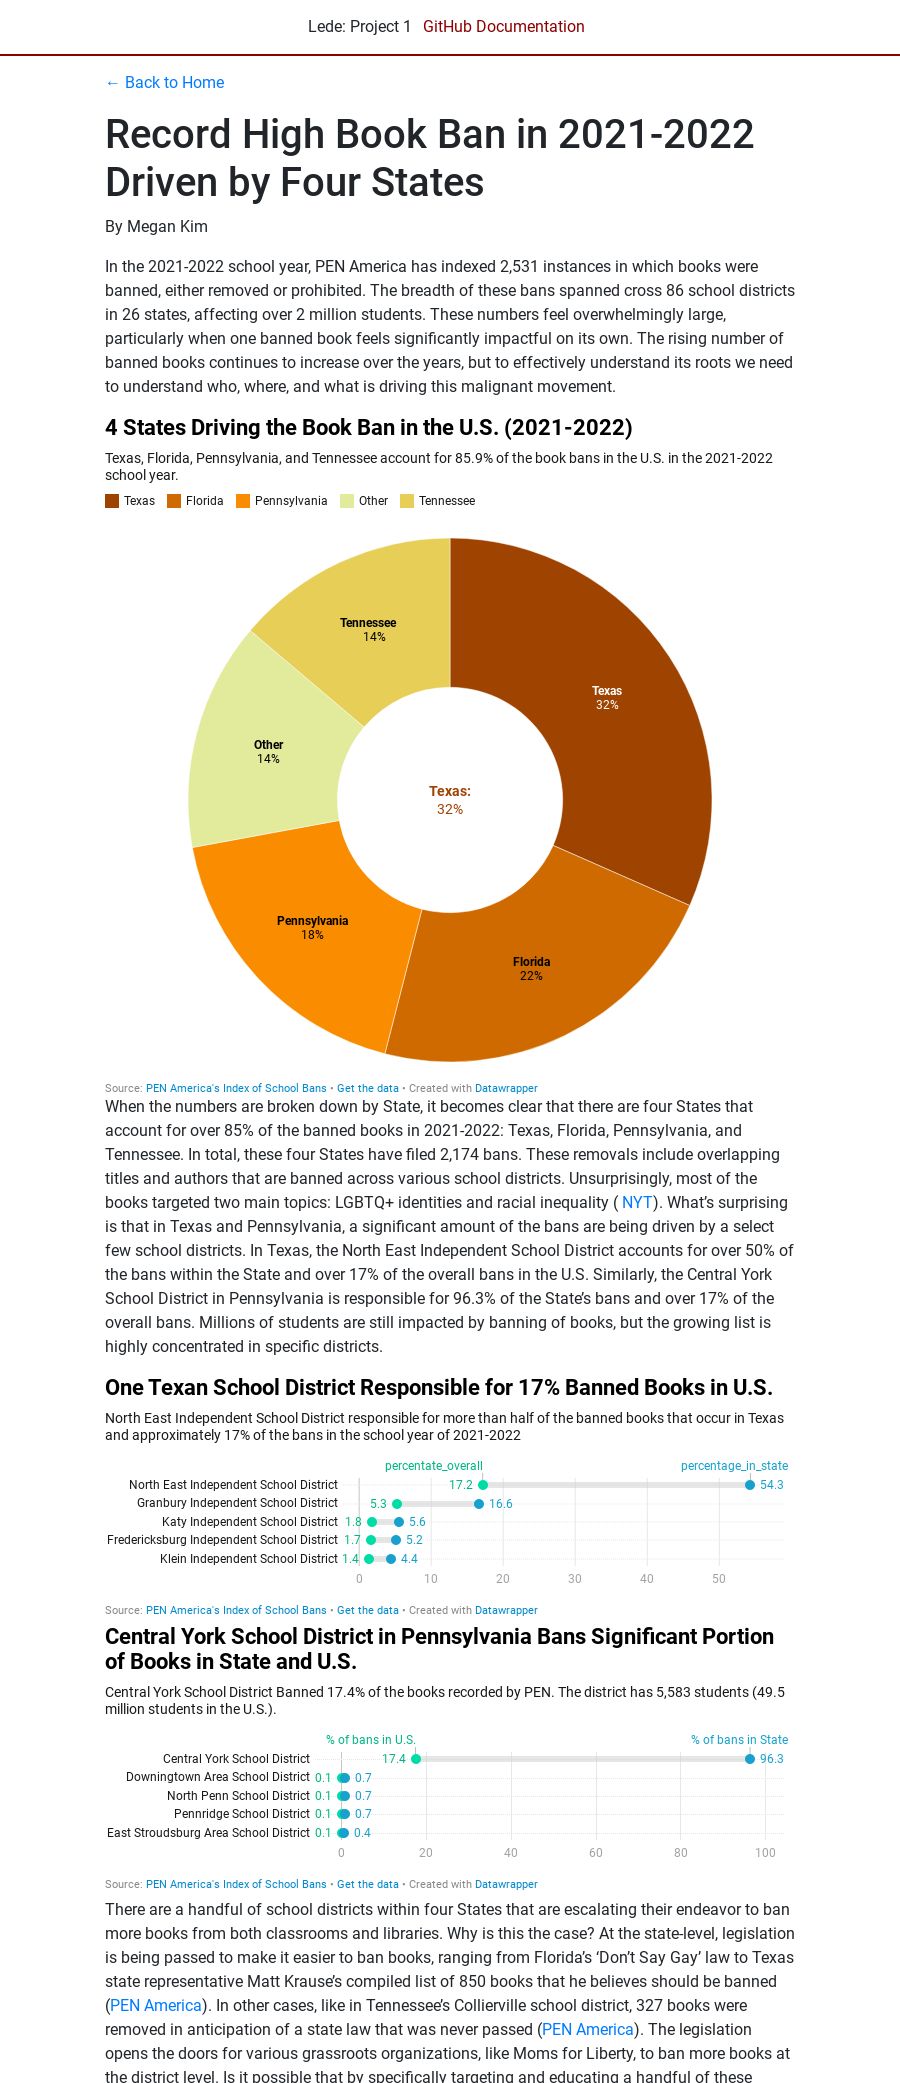 Lede: Project 1 GitHub Documentation
← Back to Home
Record High Book Ban in 2021-2022
Driven by Four States
By Megan Kim
In the 2021-2022 school year, PEN America has indexed 2,531 instances in which books were
banned, either removed or prohibited. The breadth of these bans spanned cross 86 school districts
in 26 states, affecting over 2 million students. These numbers feel overwhelmingly large,
particularly when one banned book feels significantly impactful on its own. The rising number of
banned books continues to increase over the years, but to effectively understand its roots we need
to understand who, where, and what is driving this malignant movement.
4 States Driving the Book Ban in the U.S. (2021-2022)
Texas, Florida, Pennsylvania, and Tennessee account for 85.9% of the book bans in the U.S. in the 2021-2022
school year.
Texas Florida Pennsylvania Other Tennessee
Tennessee
14%
Texas
32%
Other
14%
Texas:
32%
Pennsylvania
18%
Florida
22%
Source: PEN America's Index of School Bans • Get the data • Created with Datawrapper
When the numbers are broken down by State, it becomes clear that there are four States that
account for over 85% of the banned books in 2021-2022: Texas, Florida, Pennsylvania, and
Tennessee. In total, these four States have filed 2,174 bans. These removals include overlapping
titles and authors that are banned across various school districts. Unsurprisingly, most of the
books targeted two main topics: LGBTQ+ identities and racial inequality ( NYT). What’s surprising
is that in Texas and Pennsylvania, a significant amount of the bans are being driven by a select
few school districts. In Texas, the North East Independent School District accounts for over 50% of
the bans within the State and over 17% of the overall bans in the U.S. Similarly, the Central York
School District in Pennsylvania is responsible for 96.3% of the State’s bans and over 17% of the
overall bans. Millions of students are still impacted by banning of books, but the growing list is
highly concentrated in specific districts.
One Texan School District Responsible for 17% Banned Books in U.S.
North East Independent School District responsible for more than half of the banned books that occur in Texas
and approximately 17% of the bans in the school year of 2021-2022
percentate_overall percentage_in_state
North East Independent School District 17.2 54.3
Granbury Independent School District 5.3 16.6
Katy Independent School District 1.8 5.6
Fredericksburg Independent School District 1.7 5.2
Klein Independent School District 1.4 4.4
0 10 20 30 40 50
Source: PEN America's Index of School Bans • Get the data • Created with Datawrapper
Central York School District in Pennsylvania Bans Significant Portion
of Books in State and U.S.
Central York School District Banned 17.4% of the books recorded by PEN. The district has 5,583 students (49.5
million students in the U.S.).
% of bans in U.S. % of bans in State
Central York School District 17.4 96.3
Downingtown Area School District 0.1 0.7
North Penn School District 0.1 0.7
Pennridge School District 0.1 0.7
East Stroudsburg Area School District 0.1 0.4
0 20 40 60 80 100
Source: PEN America's Index of School Bans • Get the data • Created with Datawrapper
There are a handful of school districts within four States that are escalating their endeavor to ban
more books from both classrooms and libraries. Why is this the case? At the state-level, legislation
is being passed to make it easier to ban books, ranging from Florida’s ‘Don’t Say Gay’ law to Texas
state representative Matt Krause’s compiled list of 850 books that he believes should be banned
(PEN America). In other cases, like in Tennessee’s Collierville school district, 327 books were
removed in anticipation of a state law that was never passed (PEN America). The legislation
opens the doors for various grassroots organizations, like Moms for Liberty, to ban more books at
the district level. Is it possible that by specifically targeting and educating a handful of these